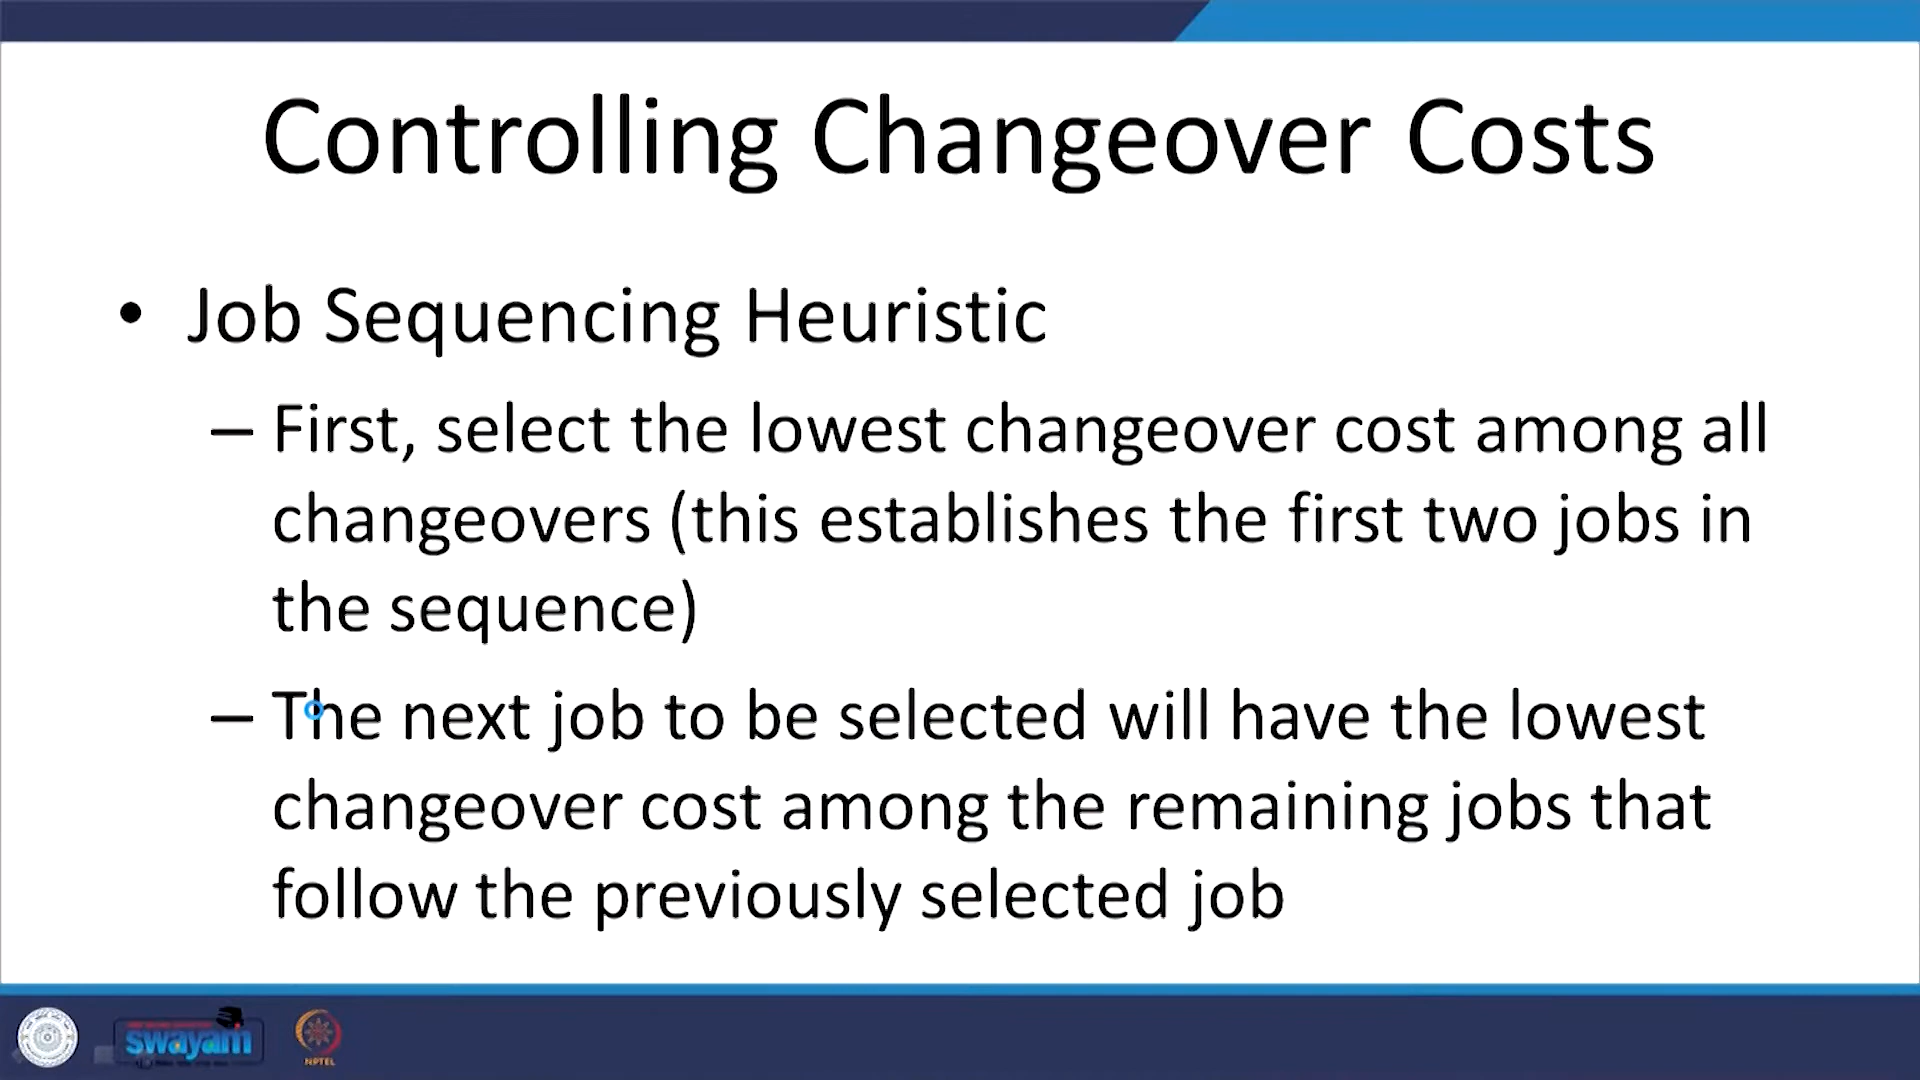 Controlling Changeover Costs
• Job Sequencing Heuristic
– First, select the lowest changeover cost among all
changeovers (this establishes the first two jobs in
the sequence)
– The next job to be selected will have the lowest
changeover cost among the remaining jobs that
follow the previously selected job
swayam
NPTEL